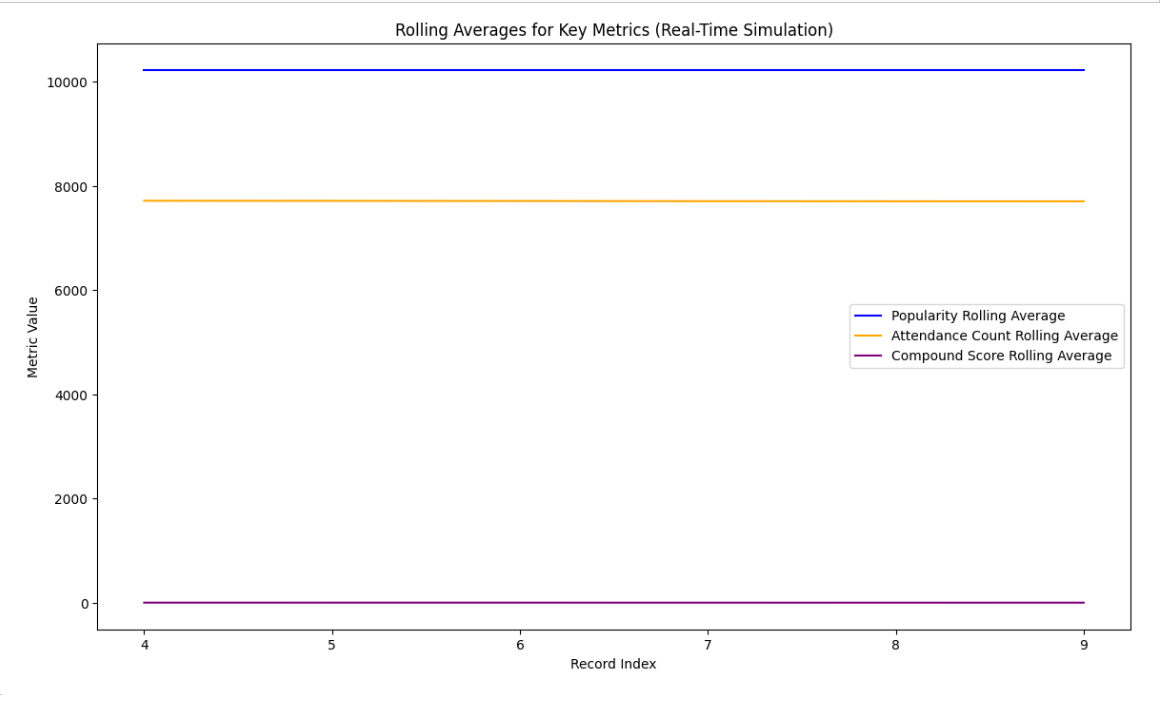 Rolling Averages for Key Metrics (Real-Time Simulation)
10000
8000
6000
4000
2000
0
Metric Value
Popularity Rolling Average
Attendance Count Rolling Average
Compound Score Rolling Average
4 5 6 7 8 9
Record Index